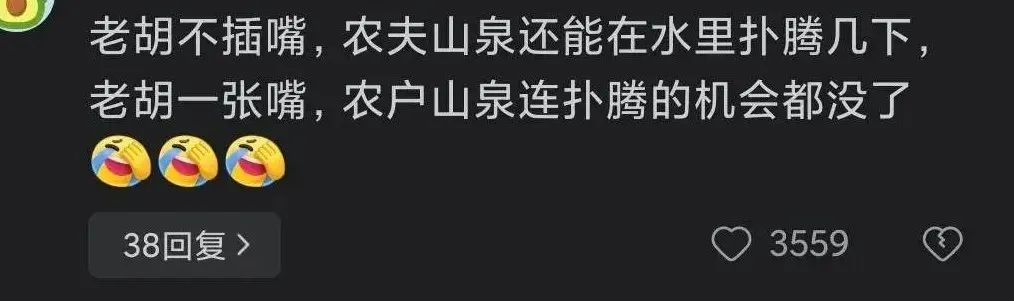 老胡不插嘴，农夫山泉还能在水里扑腾几下，
老胡一张嘴，农户山泉连扑腾的机会都没了
🤣🤣🤣
38回复 >
3559